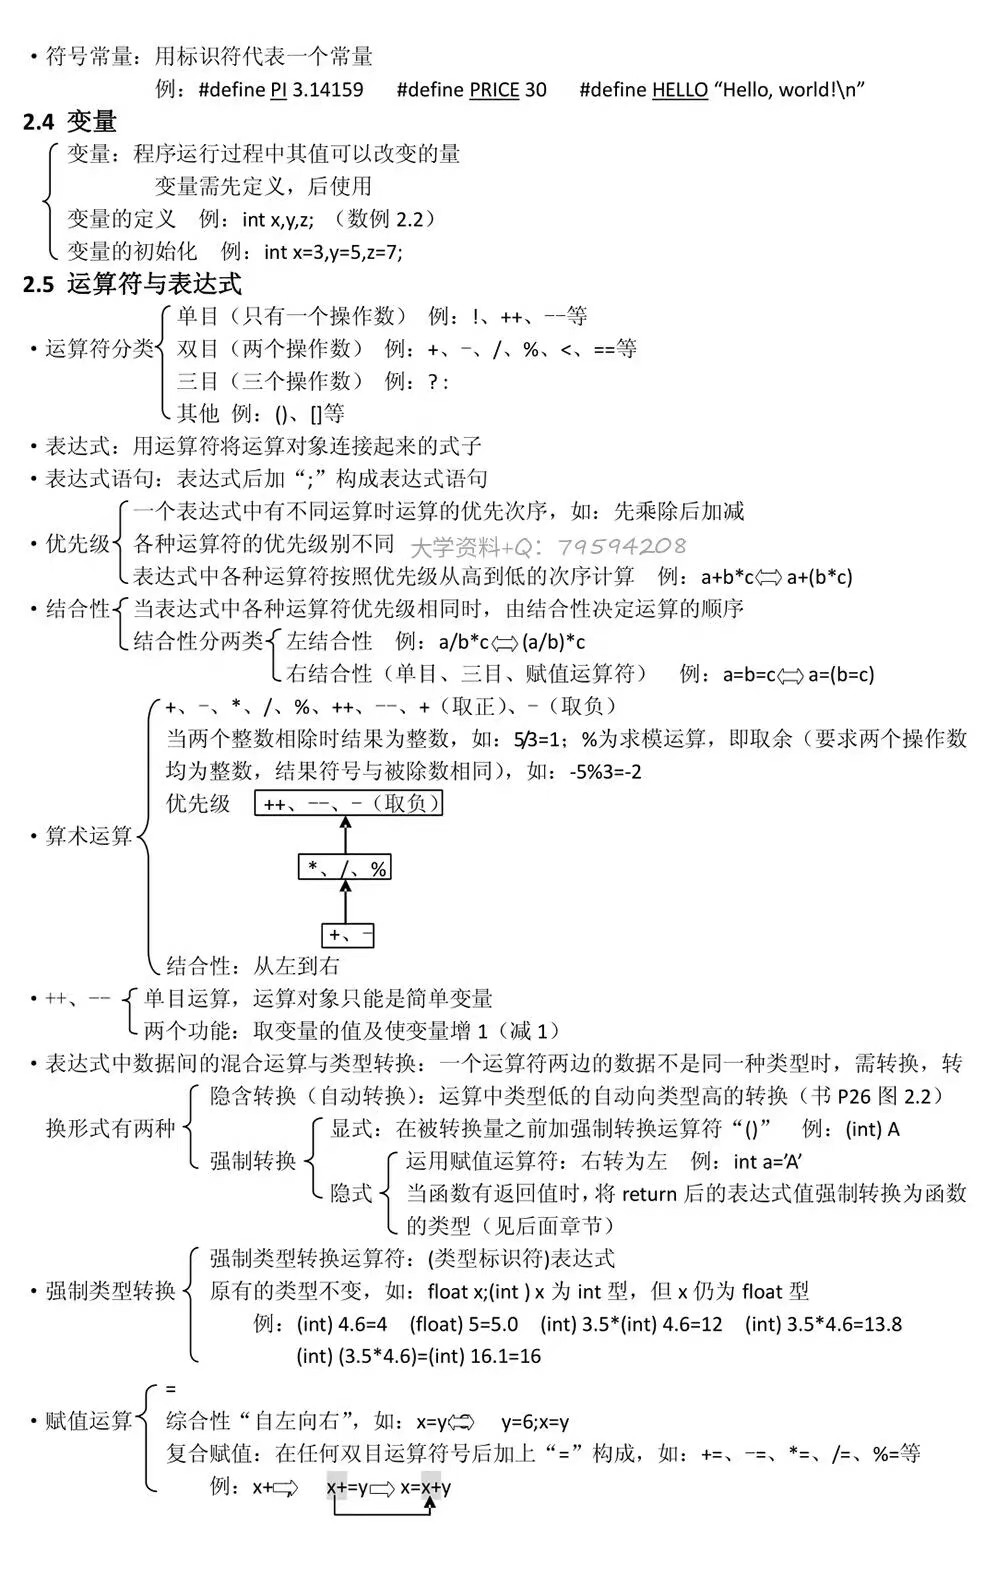 ·符号常量：用标识符代表一个常量
例：#define PI 3.14159 #define PRICE 30 #define HELLO “Hello, world!\n”
2.4 变量
变量：程序运行过程中其值可以改变的量
变量需先定义，后使用
变量的定义 例：int x,y,z; （数例 2.2）
变量的初始化 例：int x=3,y=5,z=7;
2.5 运算符与表达式
单目（只有一个操作数） 例：!、++、--等
·运算符分类 双目（两个操作数） 例：+、-、/、%、<、==等
三目（三个操作数） 例：? :
其他 例：()、[]等
·表达式：用运算符将运算对象连接起来的式子
·表达式语句：表达式后加“;”构成表达式语句
一个表达式中有不同运算时运算的优先次序，如：先乘除后加减
·优先级 各种运算符的优先级别不同 大学资料+Q：79594208
表达式中各种运算符按照优先级从高到低的次序计算 例：a+b*c⇔a+(b*c)
·结合性 当表达式中各种运算符优先级相同时，由结合性决定运算的顺序
结合性分两类 左结合性 例：a/b*c⇔(a/b)*c
右结合性（单目、三目、赋值运算符） 例：a=b=c⇔a=(b=c)
+、-、*、/、%、++、--、+（取正）、-（取负）
当两个整数相除时结果为整数，如：5/3=1；%为求模运算，即取余（要求两个操作数
均为整数，结果符号与被除数相同），如：-5%3=-2
优先级 ++、--、-（取负）
·算术运算
*、/、%
+、-
结合性：从左到右
·++、-- 单目运算，运算对象只能是简单变量
两个功能：取变量的值及使变量增 1（减 1）
·表达式中数据间的混合运算与类型转换：一个运算符两边的数据不是同一种类型时，需转换，转
隐含转换（自动转换）：运算中类型低的自动向类型高的转换（书 P26 图 2.2）
换形式有两种 显式：在被转换量之前加强制转换运算符“()” 例：(int) A
强制转换 运用赋值运算符：右转为左 例：int a=’A’
隐式 当函数有返回值时，将 return 后的表达式值强制转换为函数
的类型（见后面章节）
强制类型转换运算符：(类型标识符)表达式
·强制类型转换 原有的类型不变，如：float x;(int ) x 为 int 型，但 x 仍为 float 型
例：(int) 4.6=4 (float) 5=5.0 (int) 3.5*(int) 4.6=12 (int) 3.5*4.6=13.8
(int) (3.5*4.6)=(int) 16.1=16
=
·赋值运算 综合性“自左向右”，如：x=y⇔ y=6;x=y
复合赋值：在任何双目运算符号后加上“=”构成，如：+=、-=、*=、/=、%=等
例：x+⇨, x+=y⇨x=x+y